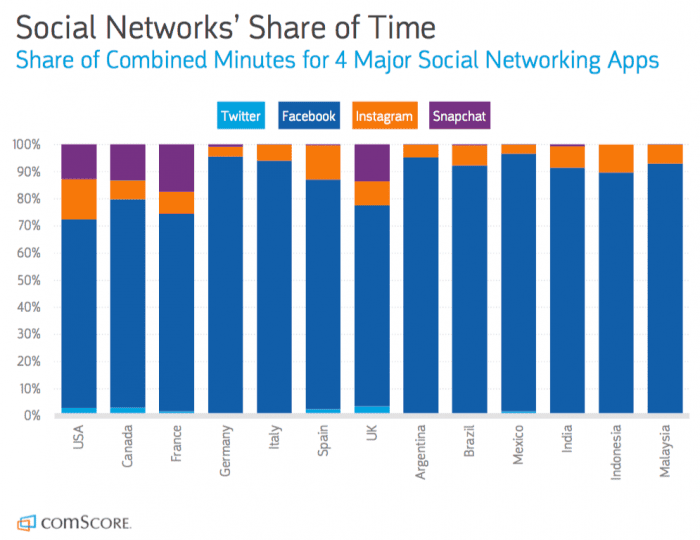 Social Networks' Share of Time
Share of Combined Minutes for 4 Major Social Networking Apps
Twitter
Facebook
Instagram
Snapchat
100%
90%
80%
70%
60%
50%
40%
30%
20%
10%
0%
USA
Canada
France
Germany
Italy
Spain
UK
Argentina
Brazil
Mexico
India
Indonesia
Malaysia
comSCORE.